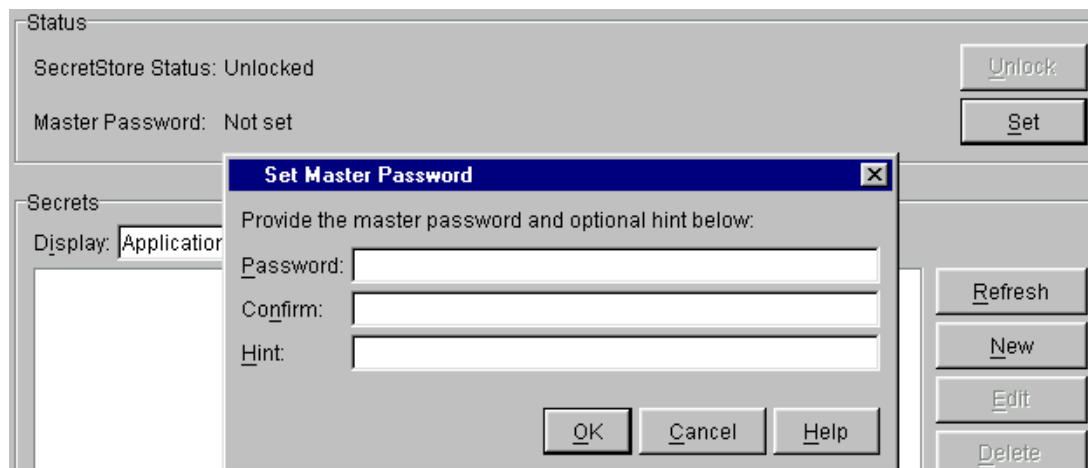 Status
SecretStore Status: Unlocked
Unlock
Master Password: Not set
Set
Set Master Password
Secrets
Provide the master password and optional hint below:
Display: Application
Password:
Confirm:
Hint:
Refresh
New
Edit
Delete
OK
Cancel
Help